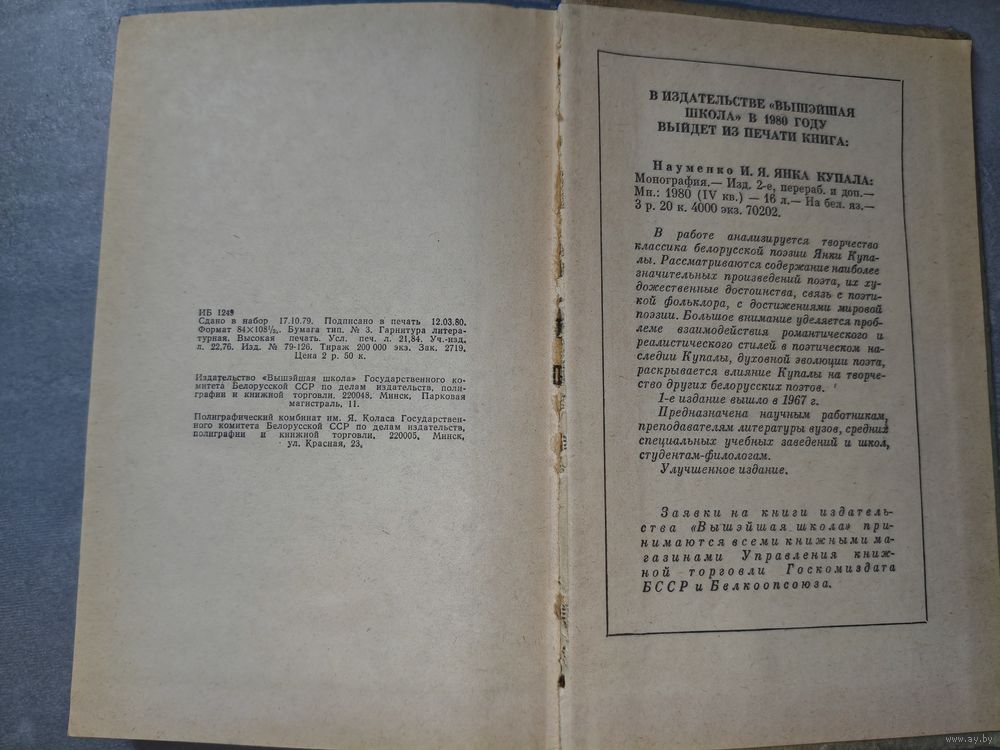 ИБ 1249
Сдано в набор 17.10.79. Подписано в печать 12.03.80.
Формат 84×108¹/₃₂. Бумага тип. № 3. Гарнитура литера-
турная. Высокая печать. Усл. печ. л. 21,84. Уч.-изд.
л. 22,76. Изд. № 79-126. Тираж 200 000 экз. Зак. 2719.
Цена 2 р. 50 к.
Издательство «Вышэйшая школа» Государственного ко-
митета Белорусской ССР по делам издательств, поли-
графии и книжной торговли. 220048. Минск, Парковая
магистраль, 11.
Полиграфический комбинат им. Я. Коласа Государствен-
ного комитета Белорусской ССР по делам издательств,
полиграфии и книжной торговли, 220005, Минск,
ул. Красная, 23.
В ИЗДАТЕЛЬСТВЕ «ВЫШЭЙШАЯ
ШКОЛА» В 1980 ГОДУ
ВЫЙДЕТ ИЗ ПЕЧАТИ КНИГА:
Науменко И. Я. ЯНКА КУПАЛА:
Монография.— Изд. 2-е, перераб. и доп.—
Мн.: 1980 (IV кв.) — 16 л.— На бел. яз.—
3 р. 20 к. 4000 экз. 70202.
В работе анализируется творчество
классика белорусской поэзии Янки Купа-
лы. Рассматриваются содержание наиболее
значительных произведений поэта, их ху-
дожественные достоинства, связь с поэти-
кой фольклора, с достижениями мировой
поэзии. Большое внимание уделяется проб-
леме взаимодействия романтического и
реалистического стилей в поэтическом на-
следии Купалы, духовной эволюции поэта,
раскрывается влияние Купалы на творче-
ство других белорусских поэтов.
1-е издание вышло в 1967 г.
Предназначена научным работникам,
преподавателям литературы вузов, средних
специальных учебных заведений и школ,
студентам-филологам.
Улучшенное издание.
Заявки на книги издатель-
ства «Вышэйшая школа» при-
нимаются всеми книжными ма-
газинами Управления книж-
ной торговли Госкомиздата
БССР и Белкоопсоюза.
www.ay.by